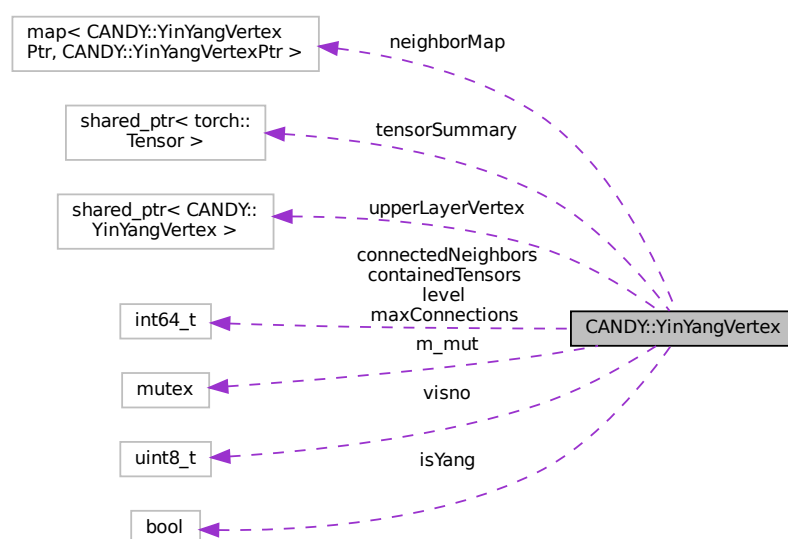 map< CANDY::YinYangVertex
Ptr, CANDY::YinYangVertexPtr >
neighborMap
shared_ptr< torch::
Tensor >
tensorSummary
shared_ptr< CANDY::
YinYangVertex >
upperLayerVertex
connectedNeighbors
containedTensors
level
maxConnections
int64_t
CANDY::YinYangVertex
m_mut
mutex
visno
uint8_t
isYang
bool